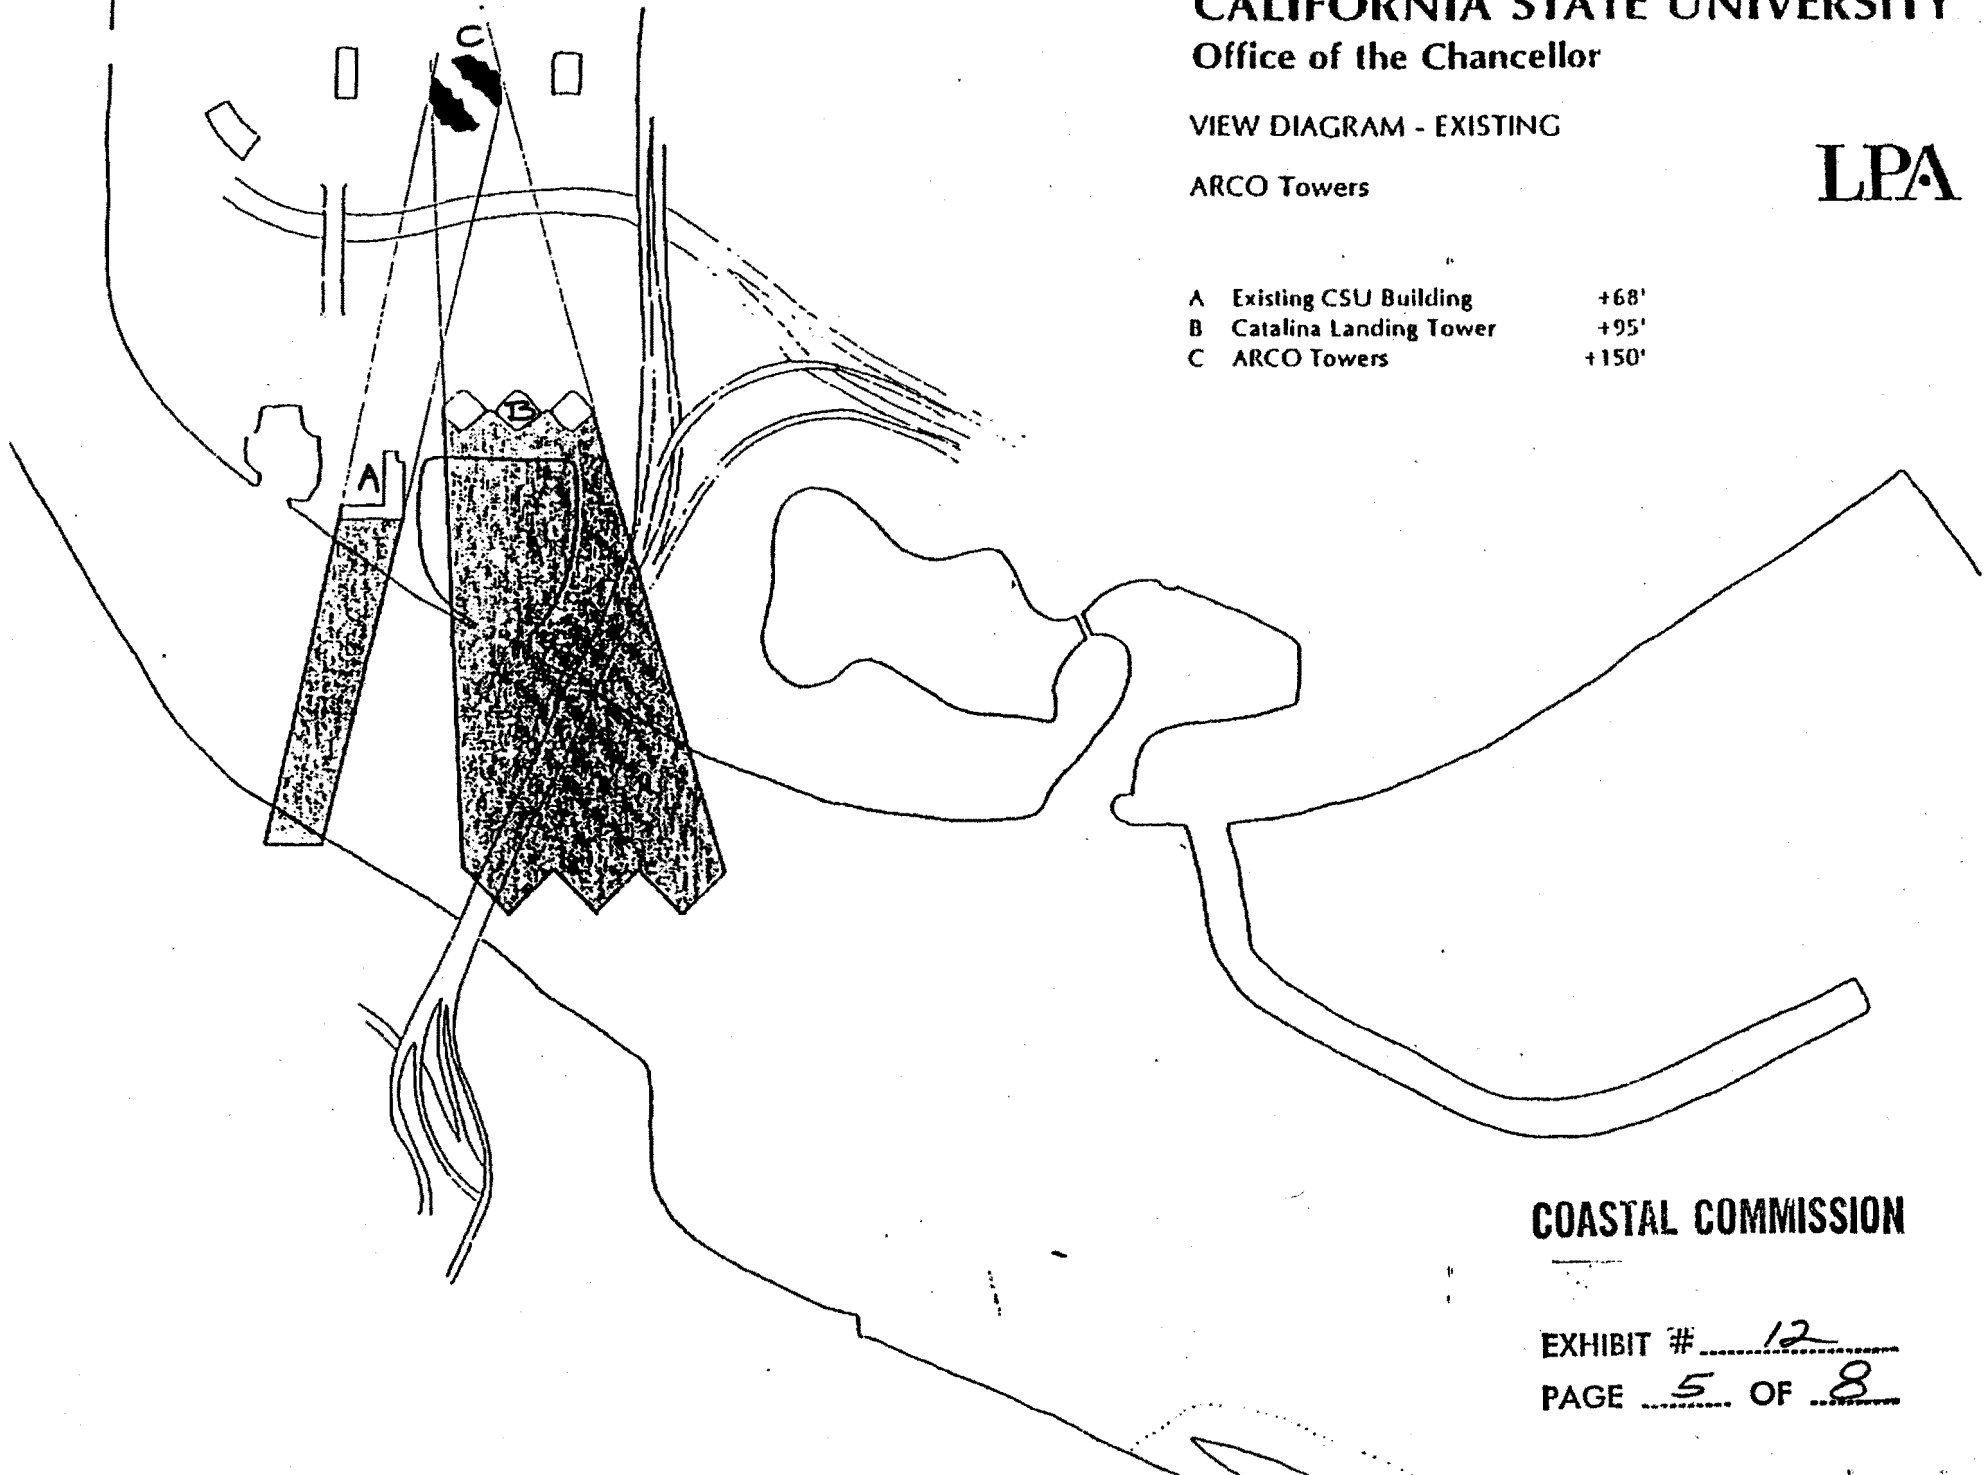 CALIFORNIA STATE UNIVERSITY
Office of the Chancellor
VIEW DIAGRAM - EXISTING
ARCO Towers
LPA
A Existing CSU Building +68'
B Catalina Landing Tower +95'
C ARCO Towers +150'
C
B
A
COASTAL COMMISSION
EXHIBIT # 12
PAGE 5 OF 8